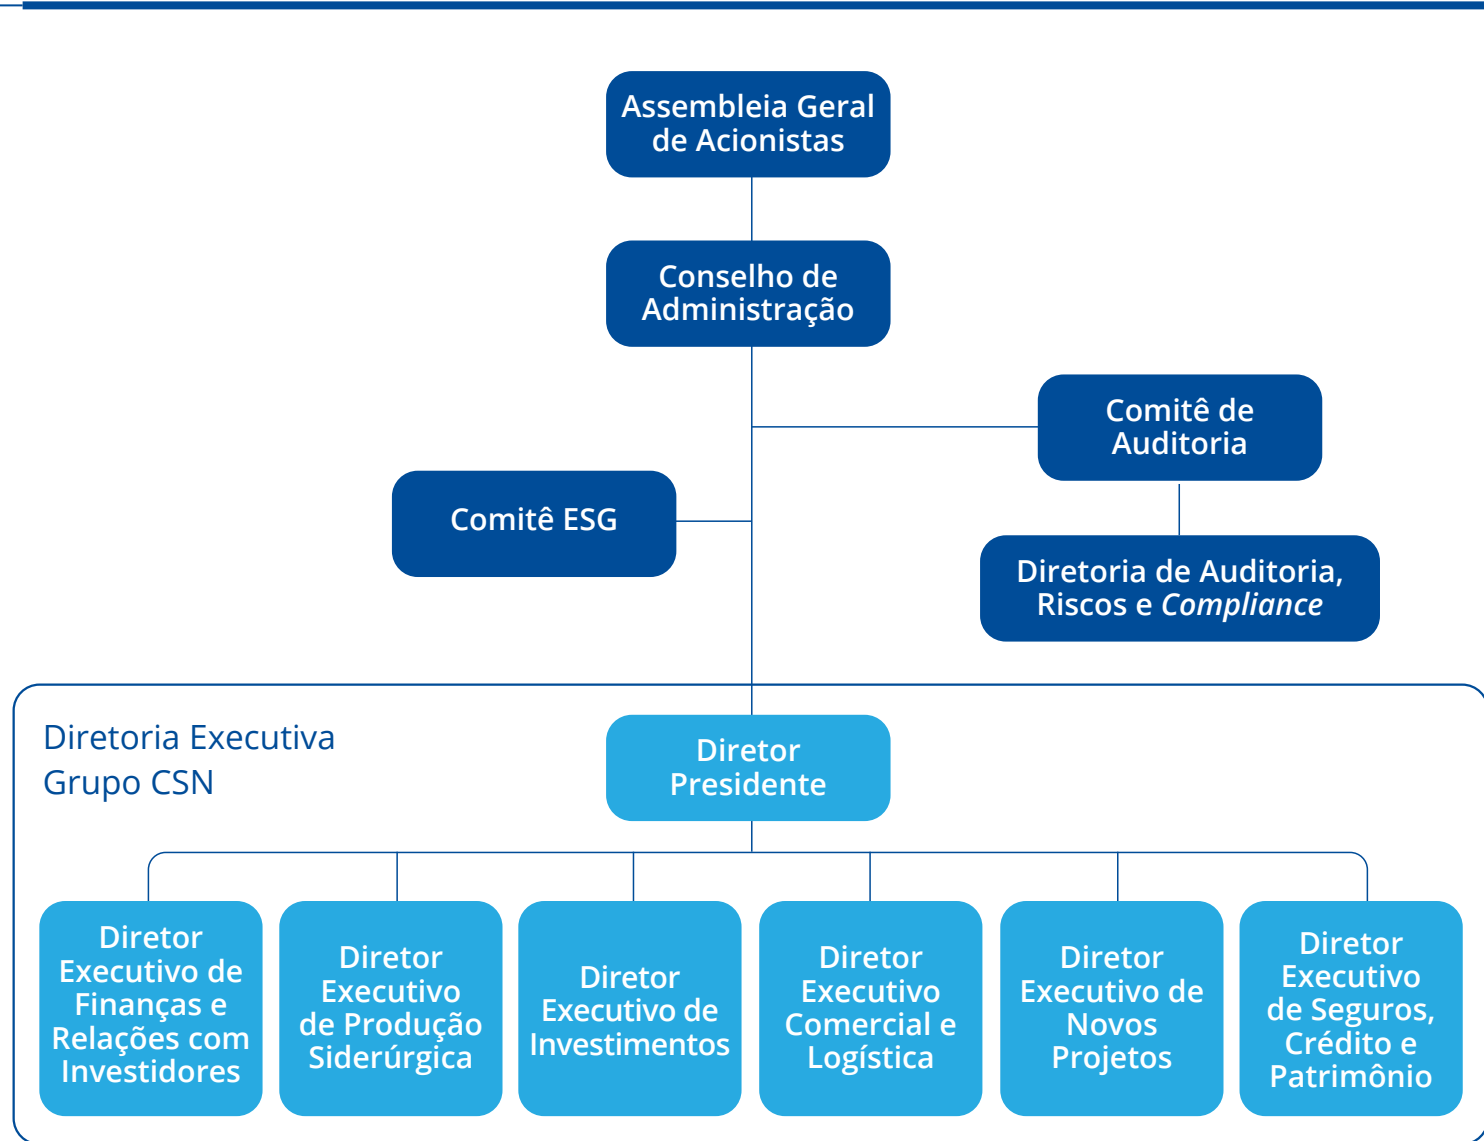 Assembleia Geral
de Acionistas
Conselho de
Administração
Comitê de
Auditoria
Comitê ESG
Diretoria de Auditoria,
Riscos e Compliance
Diretoria Executiva
Grupo CSN
Diretor
Presidente
Diretor
Executivo de
Finanças e
Relações com
Investidores
Diretor
Executivo
de Produção
Siderúrgica
Diretor
Executivo de
Investimentos
Diretor
Executivo
Comercial e
Logística
Diretor
Executivo de
Novos
Projetos
Diretor
Executivo
de Seguros,
Crédito e
Patrimônio